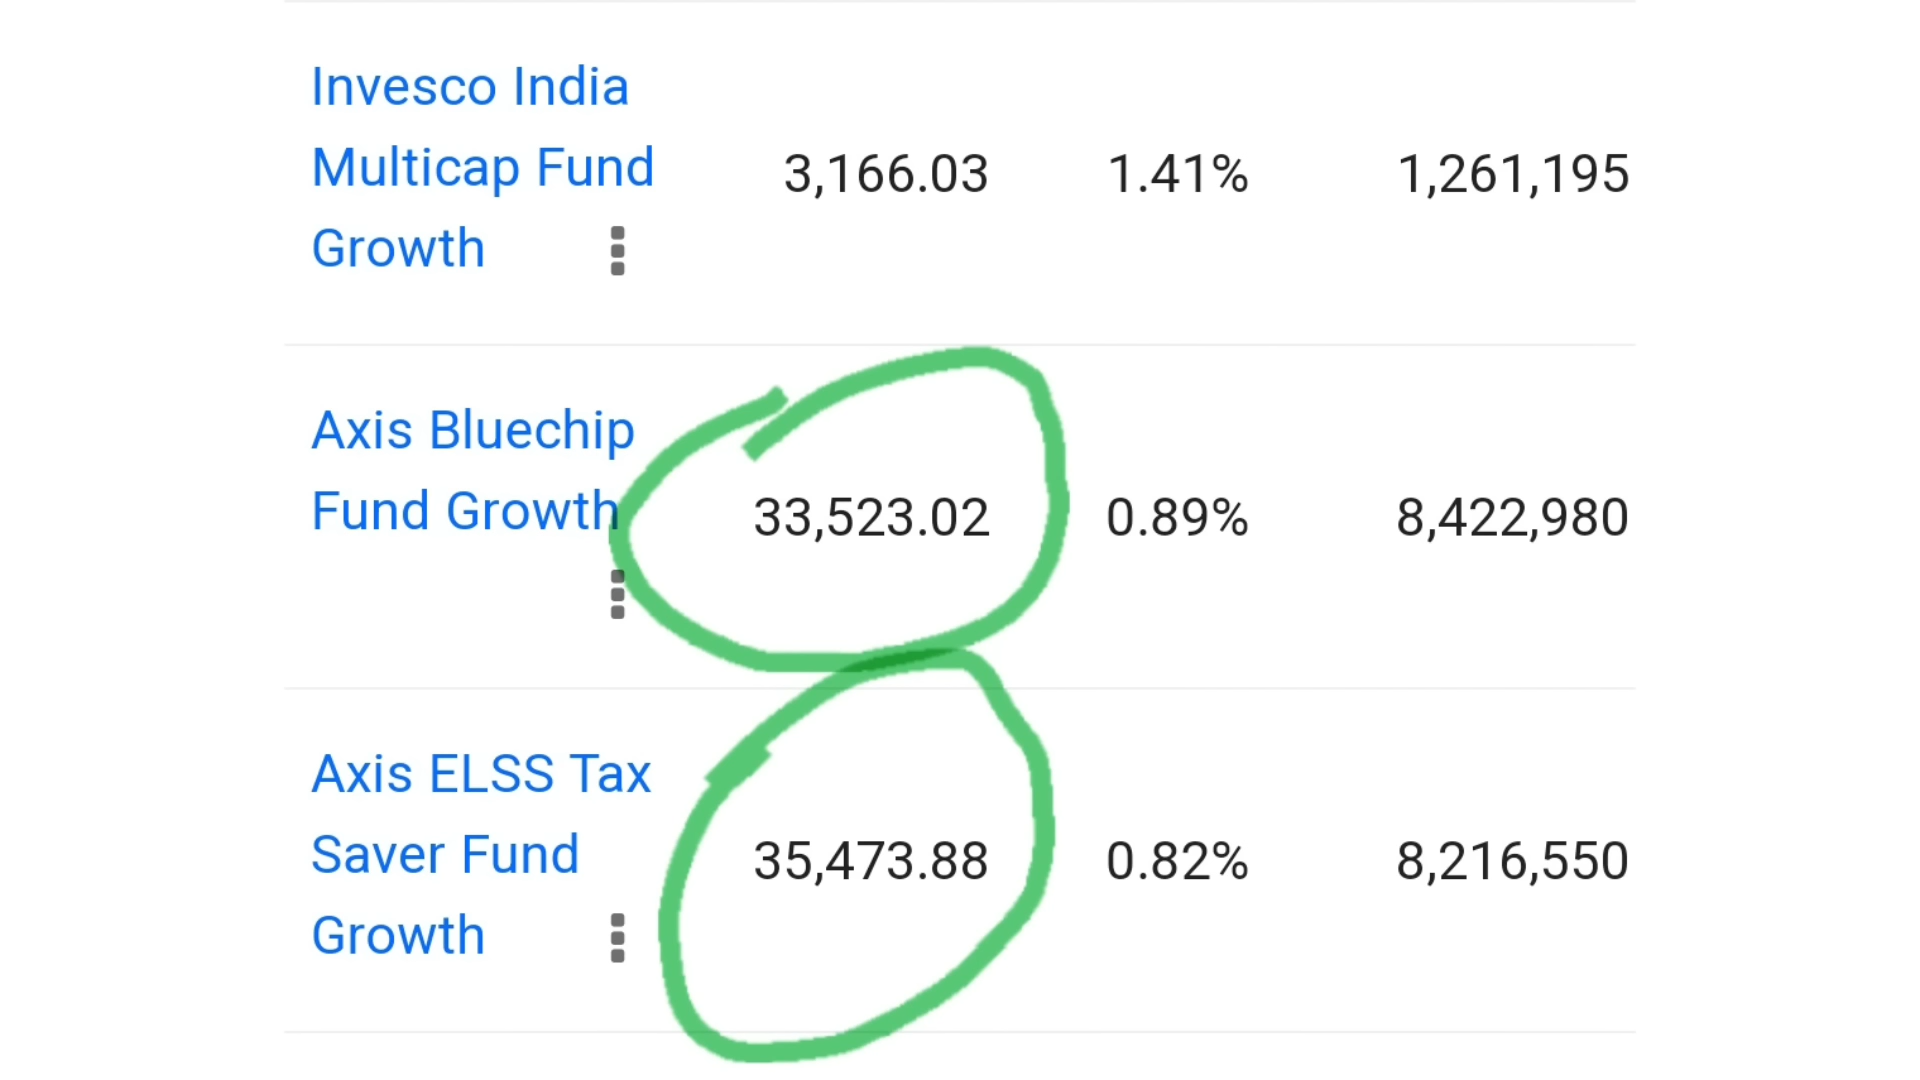 Invesco India
Multicap Fund
Growth
3,166.03 1.41% 1,261,195
Axis Bluechip
Fund Growth
33,523.02 0.89% 8,422,980
Axis ELSS Tax
Saver Fund
Growth
35,473.88 0.82% 8,216,550